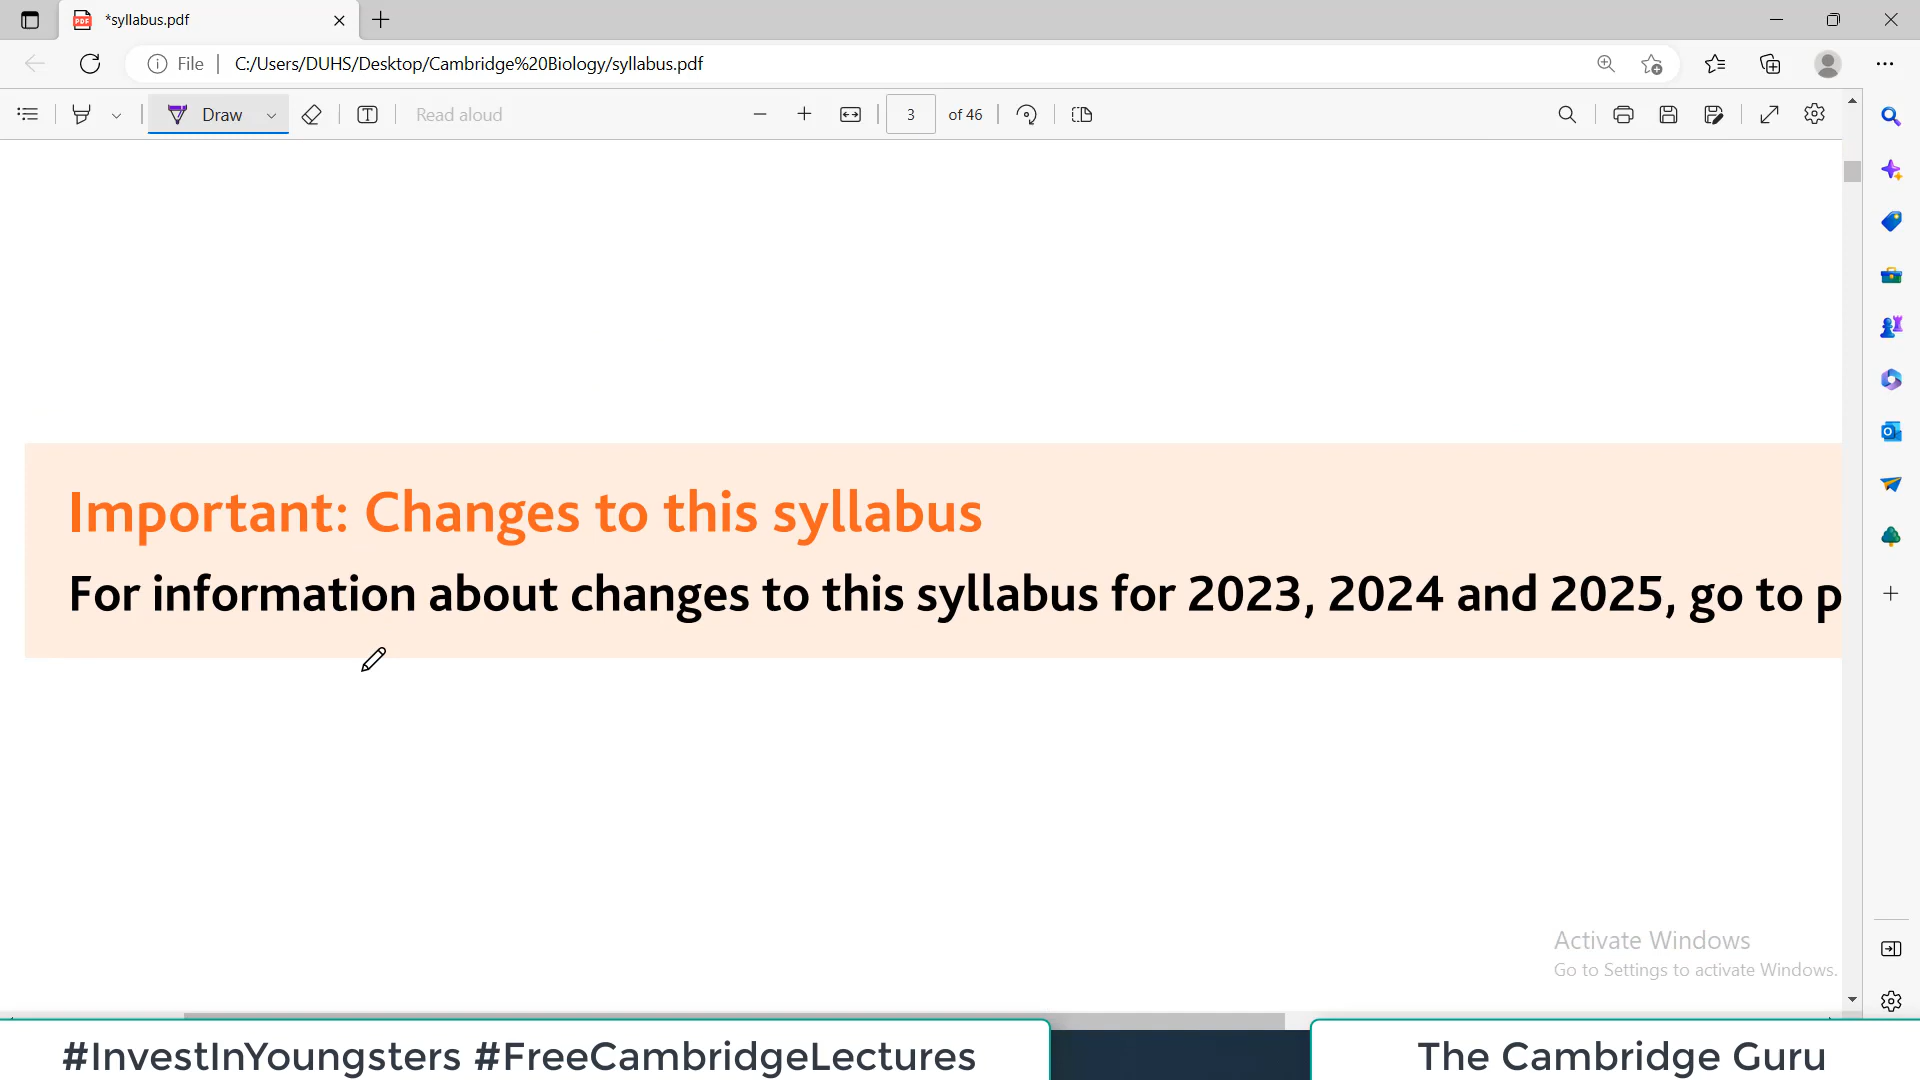 *syllabus.pdf
File
C:/Users/DUHS/Desktop/Cambridge%20Biology/syllabus.pdf
Draw
Read aloud
3
of 46
Important: Changes to this syllabus
For information about changes to this syllabus for 2023, 2024 and 2025, go to p
Activate Windows
Go to Settings to activate Windows.
#InvestInYoungsters #FreeCambridgeLectures
The Cambridge Guru